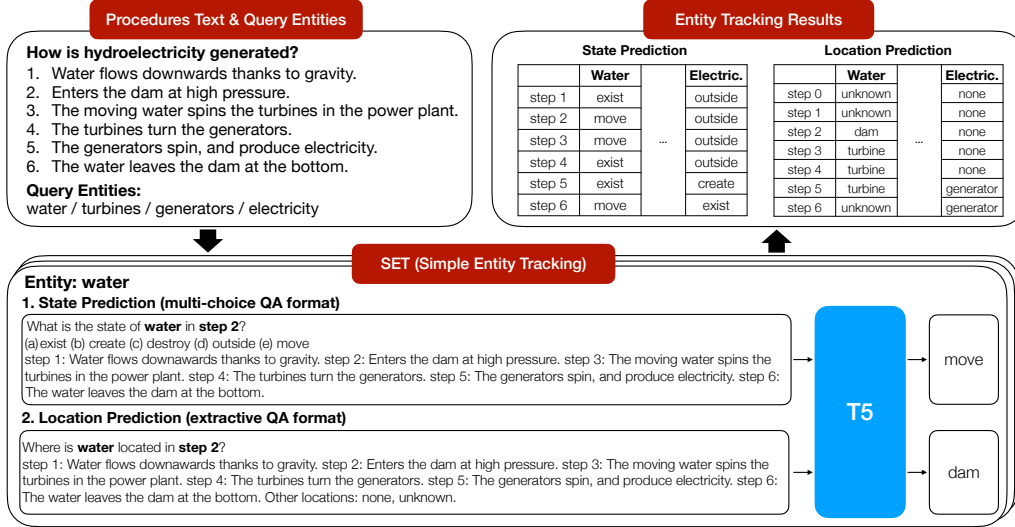 Procedures Text & Query Entities
How is hydroelectricity generated?
1. Water flows downwards thanks to gravity.
2. Enters the dam at high pressure.
3. The moving water spins the turbines in the power plant.
4. The turbines turn the generators.
5. The generators spin, and produce electricity.
6. The water leaves the dam at the bottom.
Query Entities:
water / turbines / generators / electricity
Entity Tracking Results
State Prediction
Water Electric.
step 1 exist outside
step 2 move outside
step 3 move ... outside
step 4 exist outside
step 5 exist create
step 6 move exist
Location Prediction
Water Electric.
step 0 unknown none
step 1 unknown none
step 2 dam none
step 3 turbine ... none
step 4 turbine none
step 5 turbine generator
step 6 unknown generator
SET (Simple Entity Tracking)
Entity: water
1. State Prediction (multi-choice QA format)
What is the state of water in step 2?
(a)exist (b) create (c) destroy (d) outside (e) move
step 1: Water flows downawards thanks to gravity. step 2: Enters the dam at high pressure. step 3: The moving water spins the
turbines in the power plant. step 4: The turbines turn the generators. step 5: The generators spin, and produce electricity. step 6:
The water leaves the dam at the bottom.
2. Location Prediction (extractive QA format)
Where is water located in step 2?
step 1: Water flows downawards thanks to gravity. step 2: Enters the dam at high pressure. step 3: The moving water spins the
turbines in the power plant. step 4: The turbines turn the generators. step 5: The generators spin, and produce electricity. step 6:
The water leaves the dam at the bottom. Other locations: none, unknown.
T5
move
dam